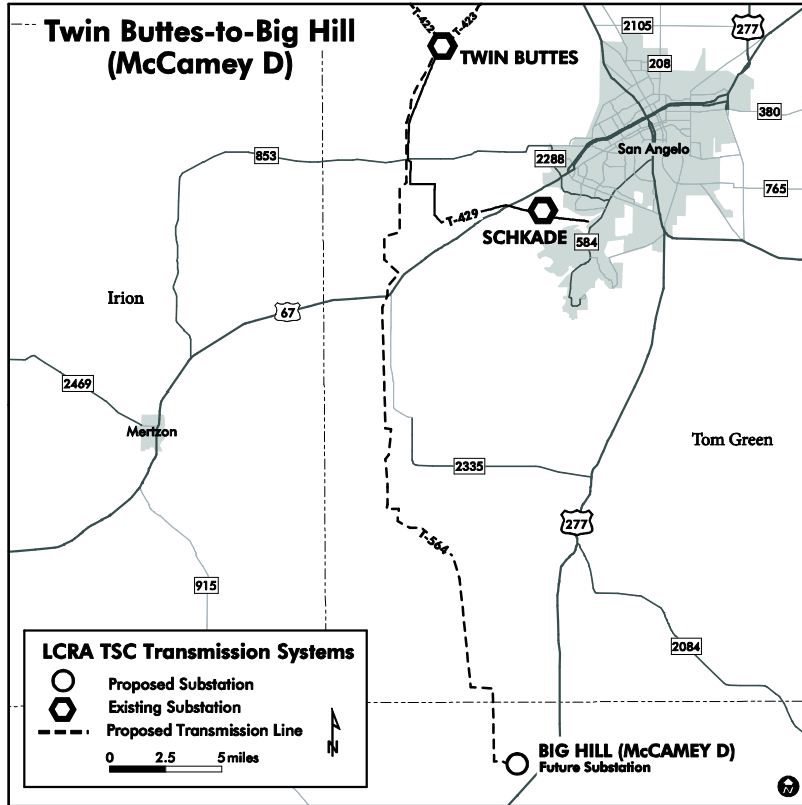 Twin Buttes-to-Big Hill
(McCamey D)
T-422
T-423
TWIN BUTTES
2105
277
208
380
San Angelo
853
2288
765
T-429
SCHKADE
584
Irion
67
2469
Mertzon
Tom Green
2335
277
T-564
915
2084
LCRA TSC Transmission Systems
Proposed Substation
Existing Substation
Proposed Transmission Line
N
0 2.5 5 miles
BIG HILL (McCAMEY D)
Future Substation
N